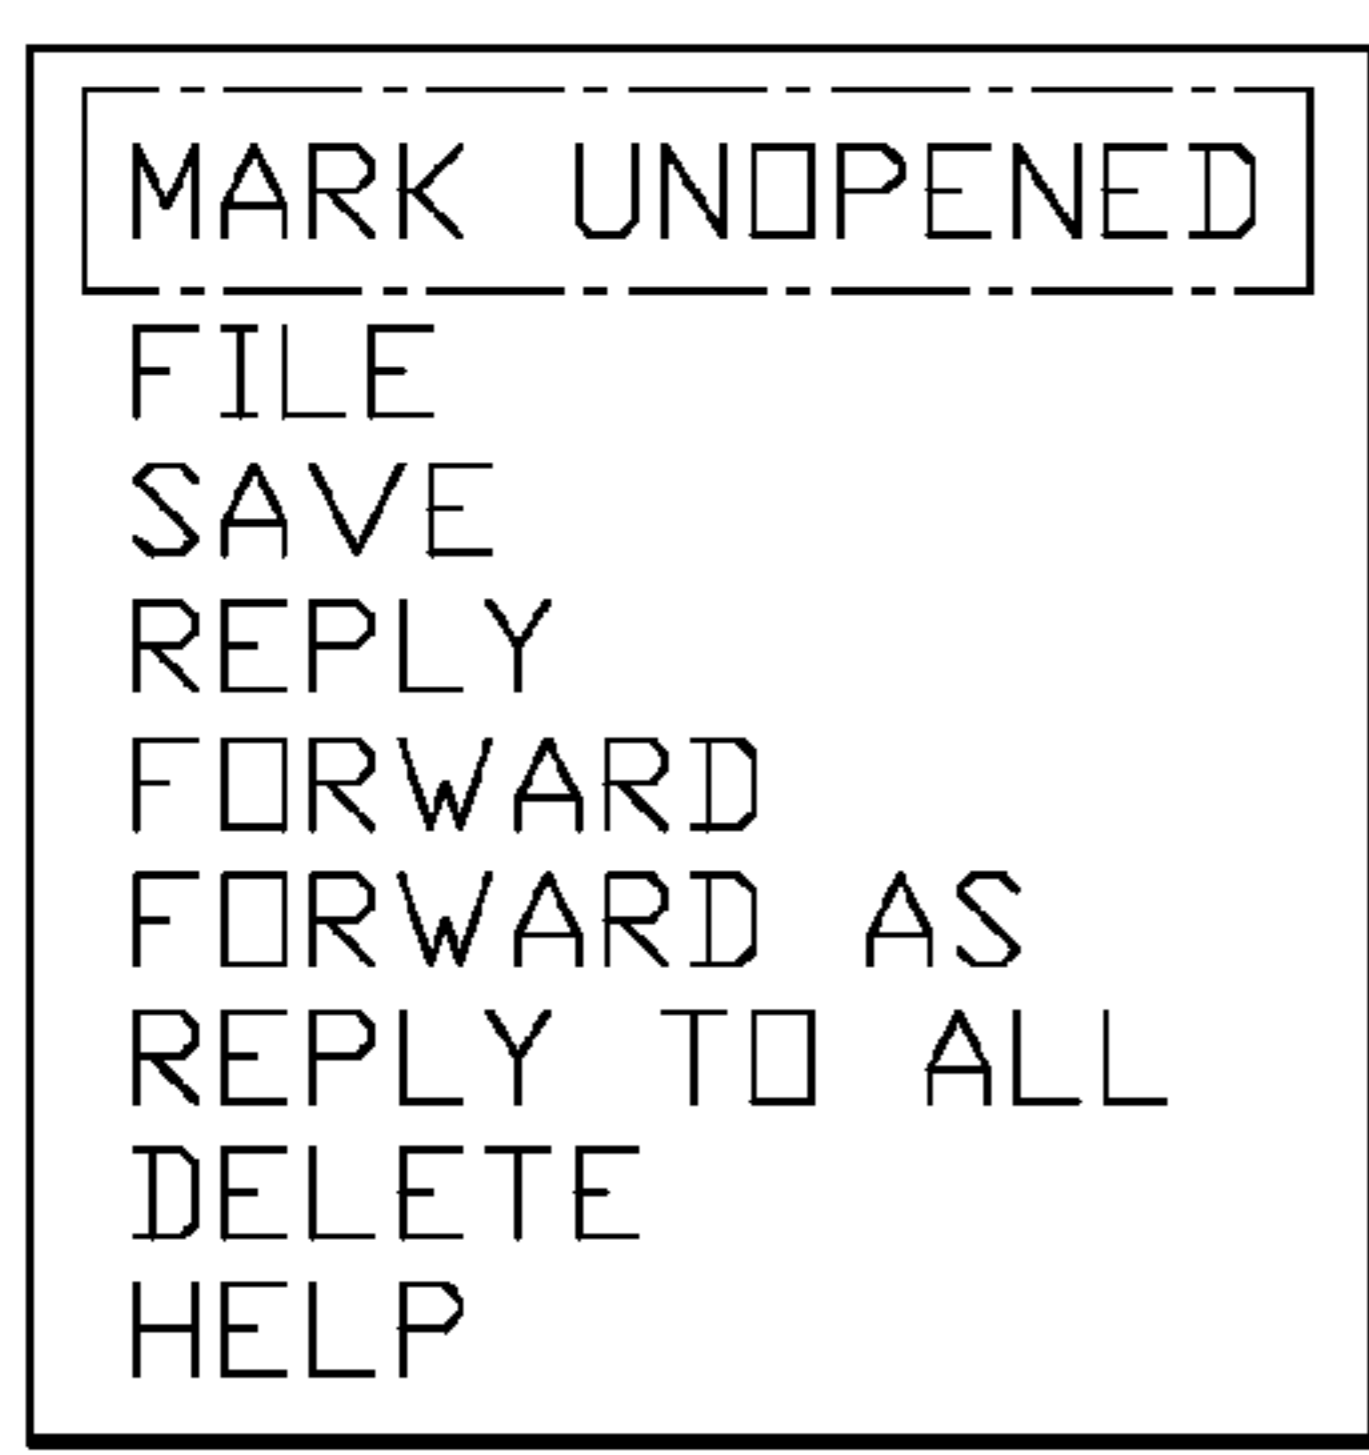 MARK UNOPENED
FILE
SAVE
REPLY
FORWARD
FORWARD AS
REPLY TO ALL
DELETE
HELP